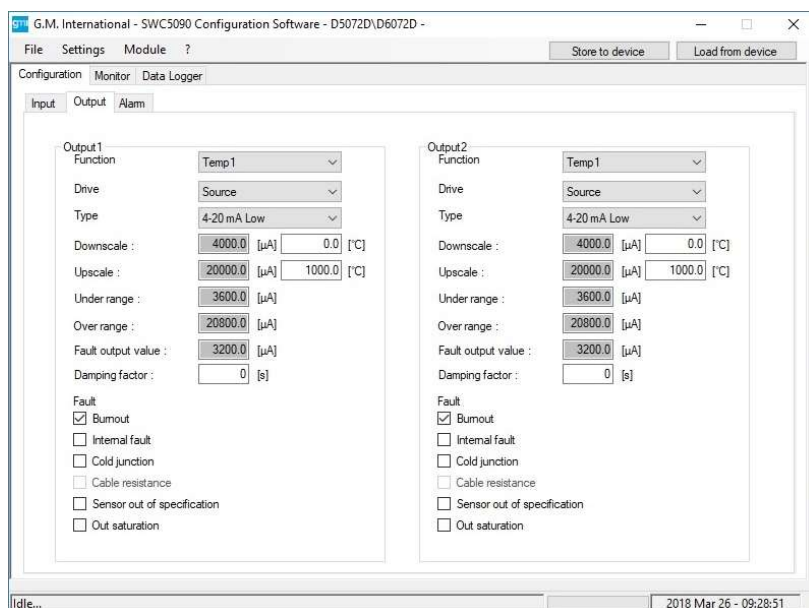 gmi G.M. International - SWC5090 Configuration Software - D5072D\D6072D -
File Settings Module ? Store to device Load from device
Configuration Monitor Data Logger
Input Output Alarm
Output1
Function Temp1
Drive Source
Type 4-20 mA Low
Downscale : 4000.0 [µA] 0.0 [°C]
Upscale : 20000.0 [µA] 1000.0 [°C]
Under range : 3600.0 [µA]
Over range : 20800.0 [µA]
Fault output value : 3200.0 [µA]
Damping factor : 0 [s]
Fault
Burnout
Internal fault
Cold junction
Cable resistance
Sensor out of specification
Out saturation
Output2
Function Temp1
Drive Source
Type 4-20 mA Low
Downscale : 4000.0 [µA] 0.0 [°C]
Upscale : 20000.0 [µA] 1000.0 [°C]
Under range : 3600.0 [µA]
Over range : 20800.0 [µA]
Fault output value : 3200.0 [µA]
Damping factor : 0 [s]
Fault
Burnout
Internal fault
Cold junction
Cable resistance
Sensor out of specification
Out saturation
Idle... 2018 Mar 26 - 09:28:51